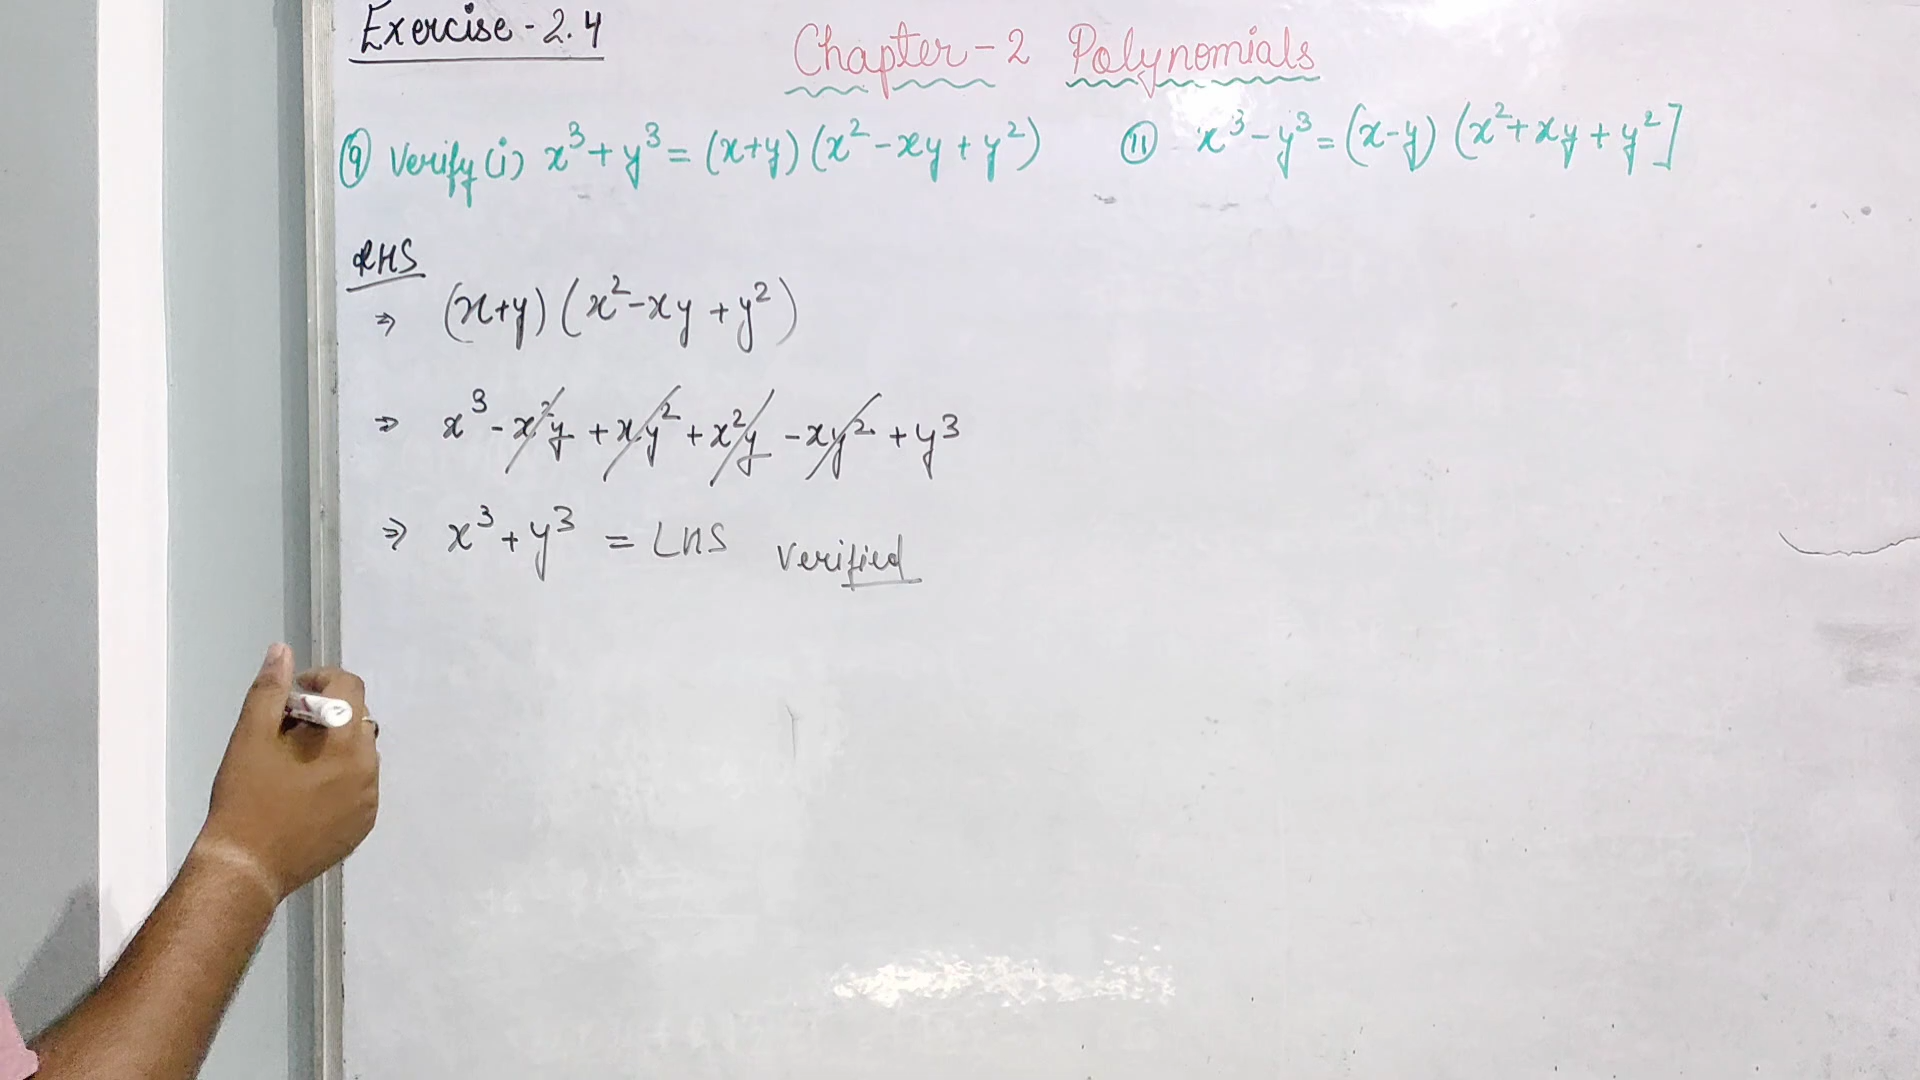 Exercise - 2.4
Chapter - 2 Polynomials
⑨ Verify (i) x³ + y³ = (x+y) (x² - xy + y²) ⑪ x³ - y³ = (x-y) (x² + xy + y²]
RHS
⇒ (x+y) (x² - xy + y²)
⇒ x³ - x²y + xy² + x²y - xy² + y³
⇒ x³ + y³ = LHS Verified